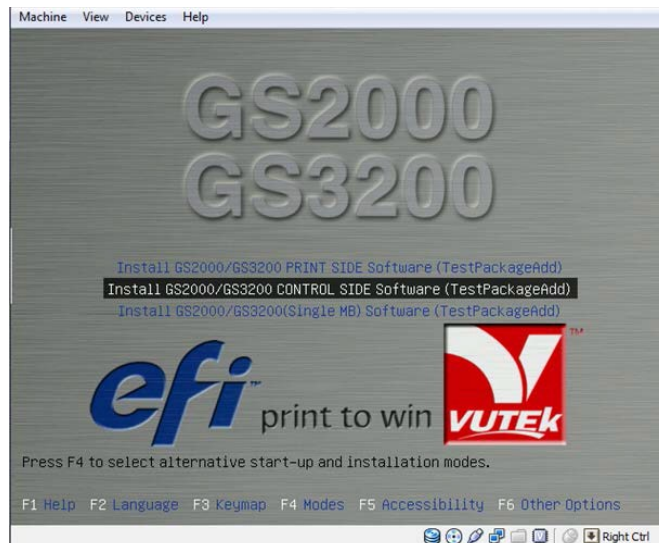 Machine View Devices Help
GS2000
GS3200
Install GS2000/GS3200 PRINT SIDE Software (TestPackageAdd)
Install GS2000/GS3200 CONTROL SIDE Software (TestPackageAdd)
Install GS2000/GS3200(Single MB) Software (TestPackageAdd)
efi™ print to win VUTEK™
Press F4 to select alternative start-up and installation modes.
F1 Help F2 Language F3 Keymap F4 Modes F5 Accessibility F6 Other Options
Right Ctrl